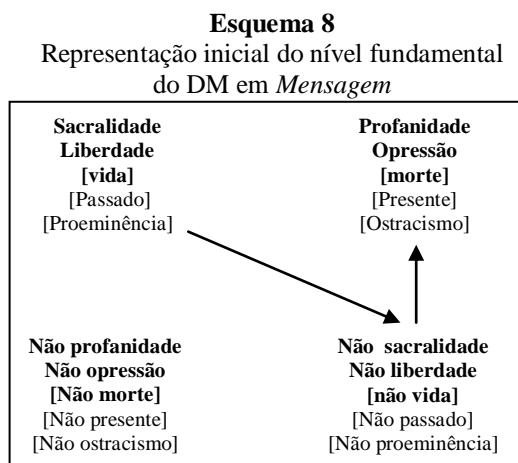 Esquema 8
Representação inicial do nível fundamental
do DM em Mensagem
Sacralidade
Liberdade
[vida]
[Passado]
[Proeminência]
Profanidade
Opressão
[morte]
[Presente]
[Ostracismo]
Não profanidade
Não opressão
[Não morte]
[Não presente]
[Não ostracismo]
Não sacralidade
Não liberdade
[não vida]
[Não passado]
[Não proeminência]